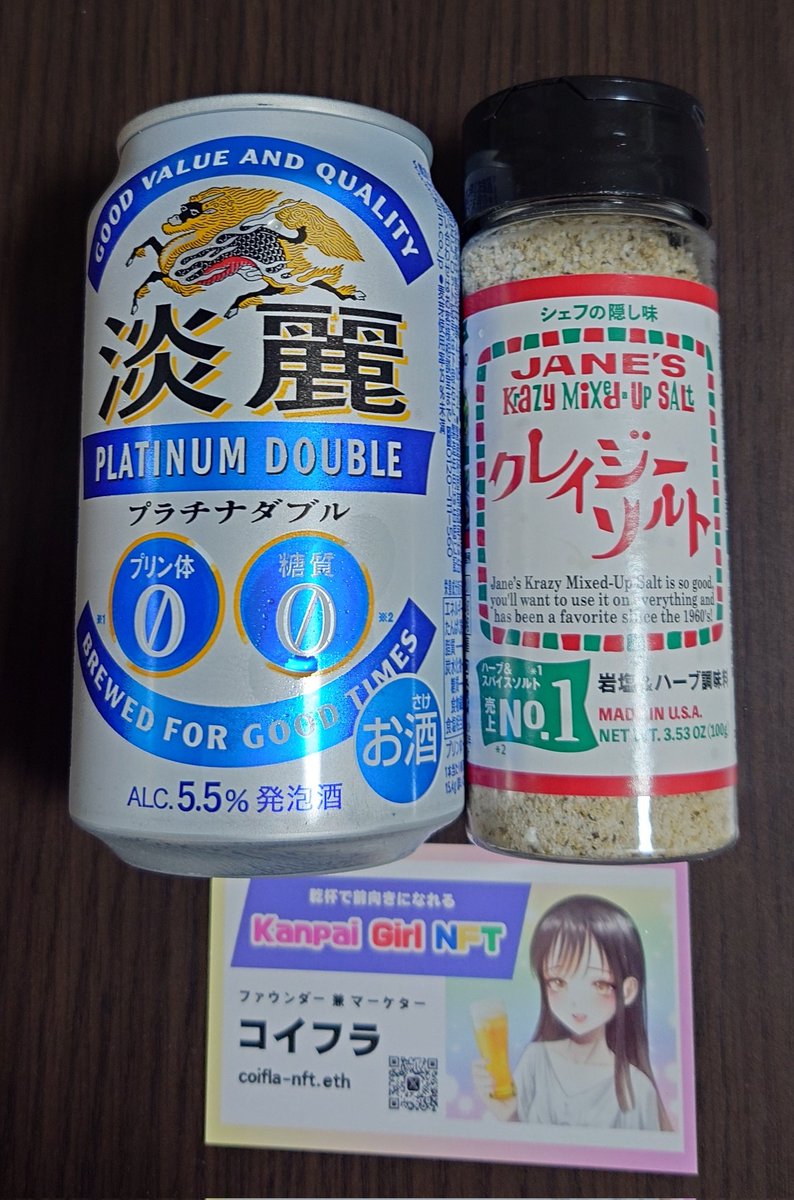 GOOD VALUE AND QUALITY
淡麗
PLATINUM DOUBLE
プラチナダブル
プリン体
0
※1
糖質
0
※2
BREWED FOR GOOD TIMES
さけ
お酒
ALC.5.5% 発泡酒
シェフの隠し味
JANE'S
Krazy Mixed-Up Salt
クレイジー
ソルト
Jane's Krazy Mixed-Up Salt is so good,
you'll want to use it on everything and
has been a favorite since the 1960's!
ハーブ& ※1
スパイスソルト
売上 No.1
※2
岩塩&ハーブ調味料
MADE IN U.S.A.
NET WT. 3.53 OZ (100g)
乾杯で前向きになれる
Kanpai Girl NFT
ファウンダー 兼 マーケター
コイフラ
coifla-nft.eth